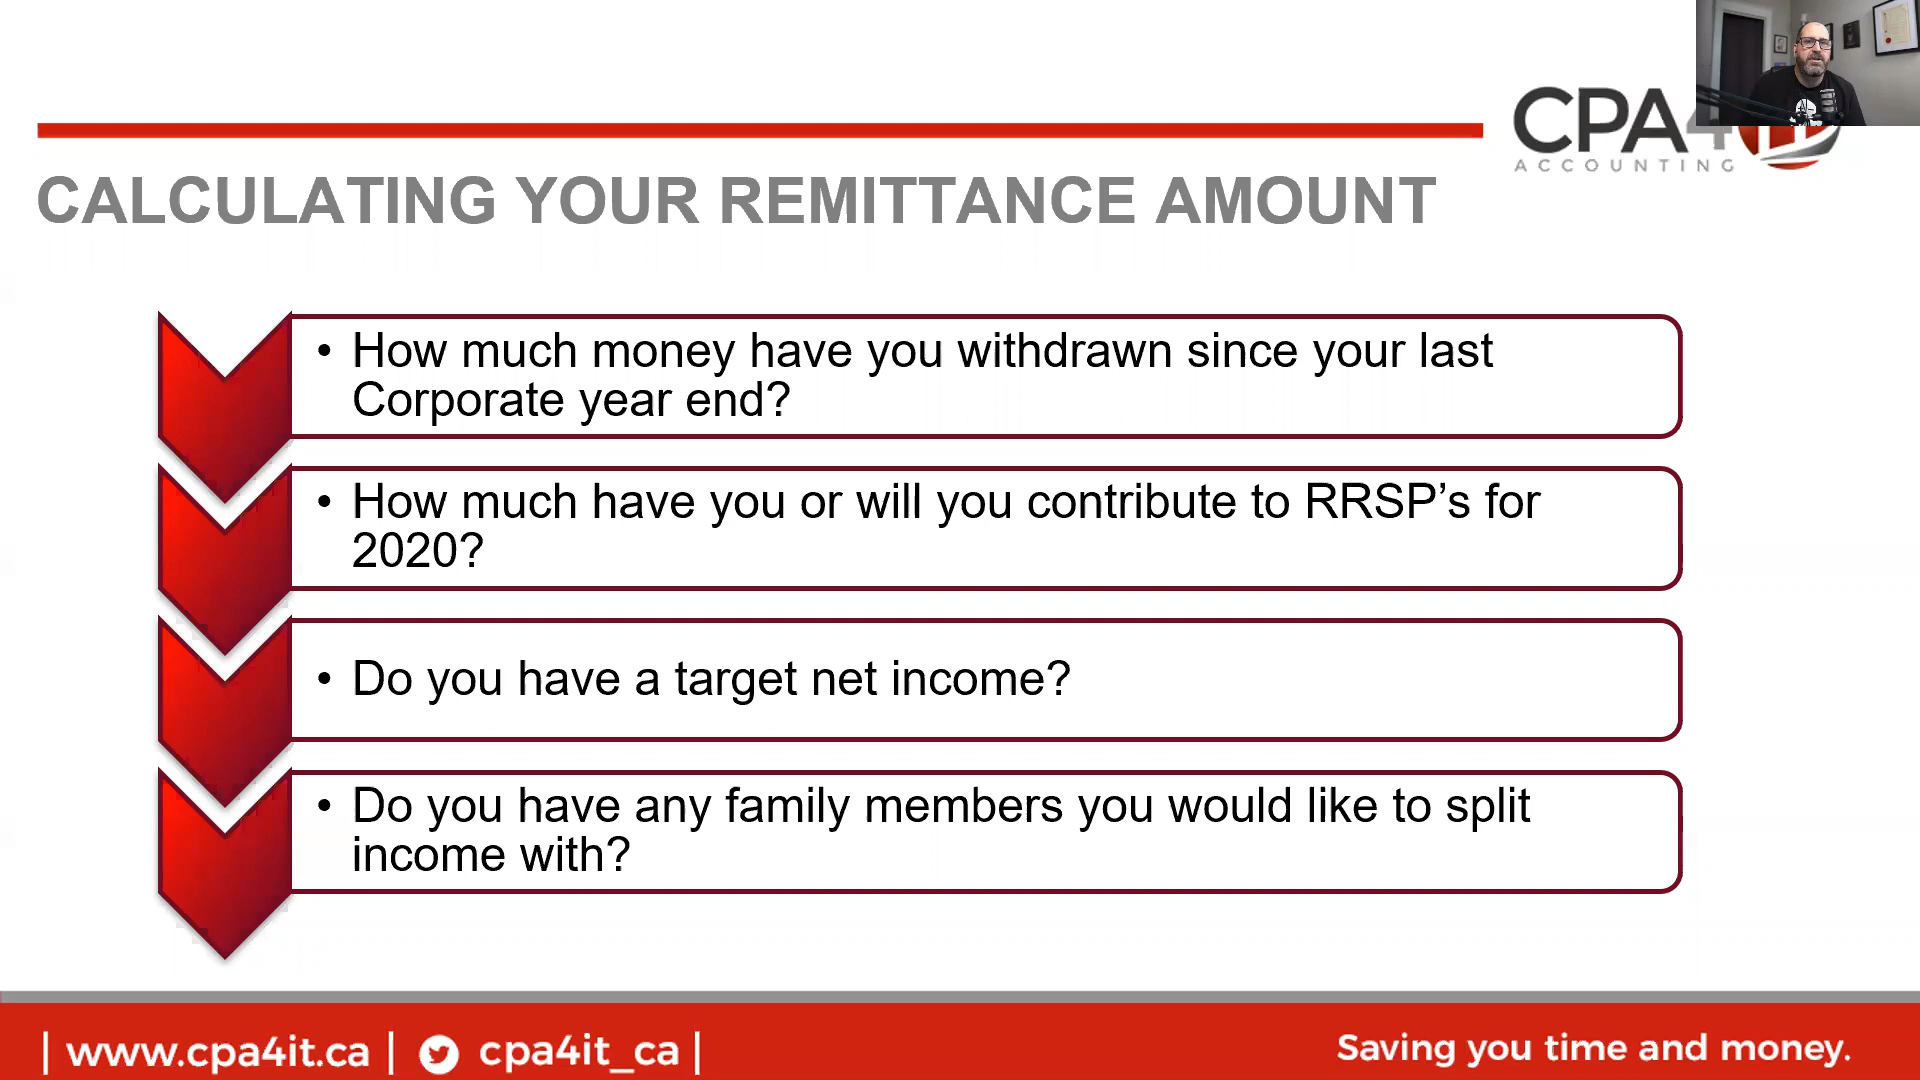 CPA4
ACCOUNTING
CALCULATING YOUR REMITTANCE AMOUNT
• How much money have you withdrawn since your last
Corporate year end?
• How much have you or will you contribute to RRSP’s for
2020?
• Do you have a target net income?
• Do you have any family members you would like to split
income with?
| www.cpa4it.ca | cpa4it_ca |
Saving you time and money.